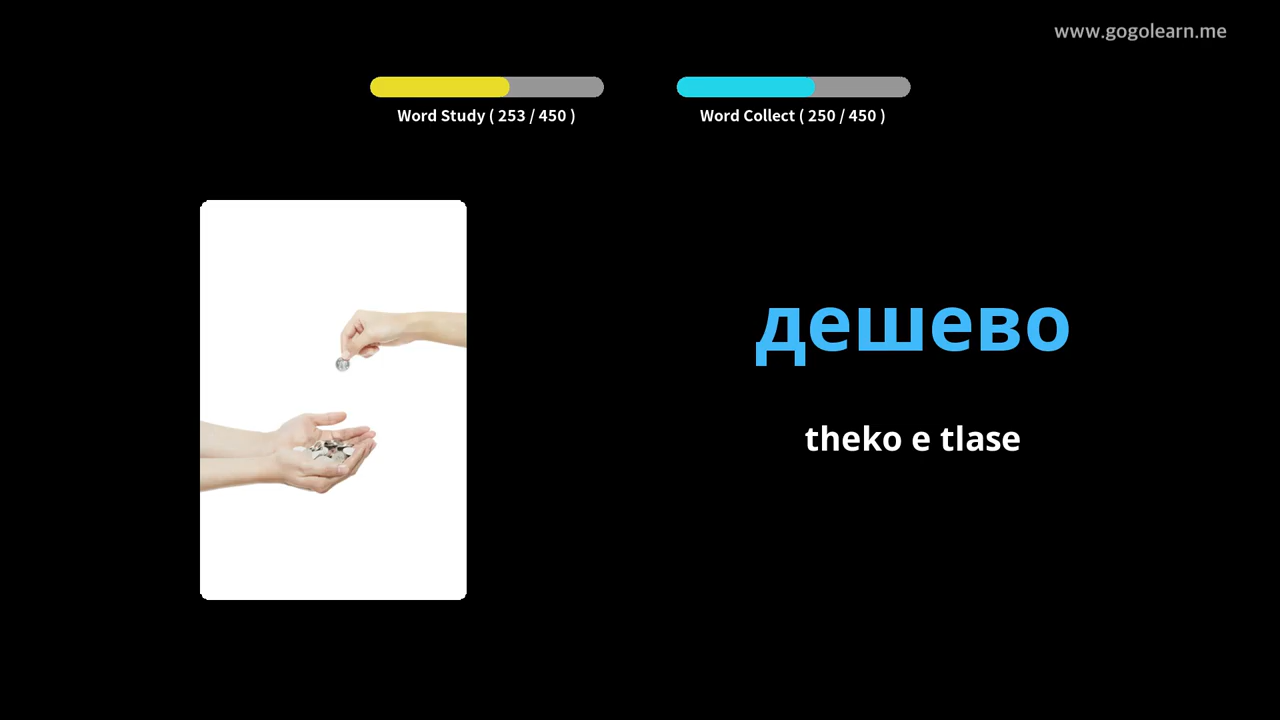 www.gogolearn.me
Word Study ( 253 / 450 )
Word Collect ( 250 / 450 )
дешево
theko e tlase